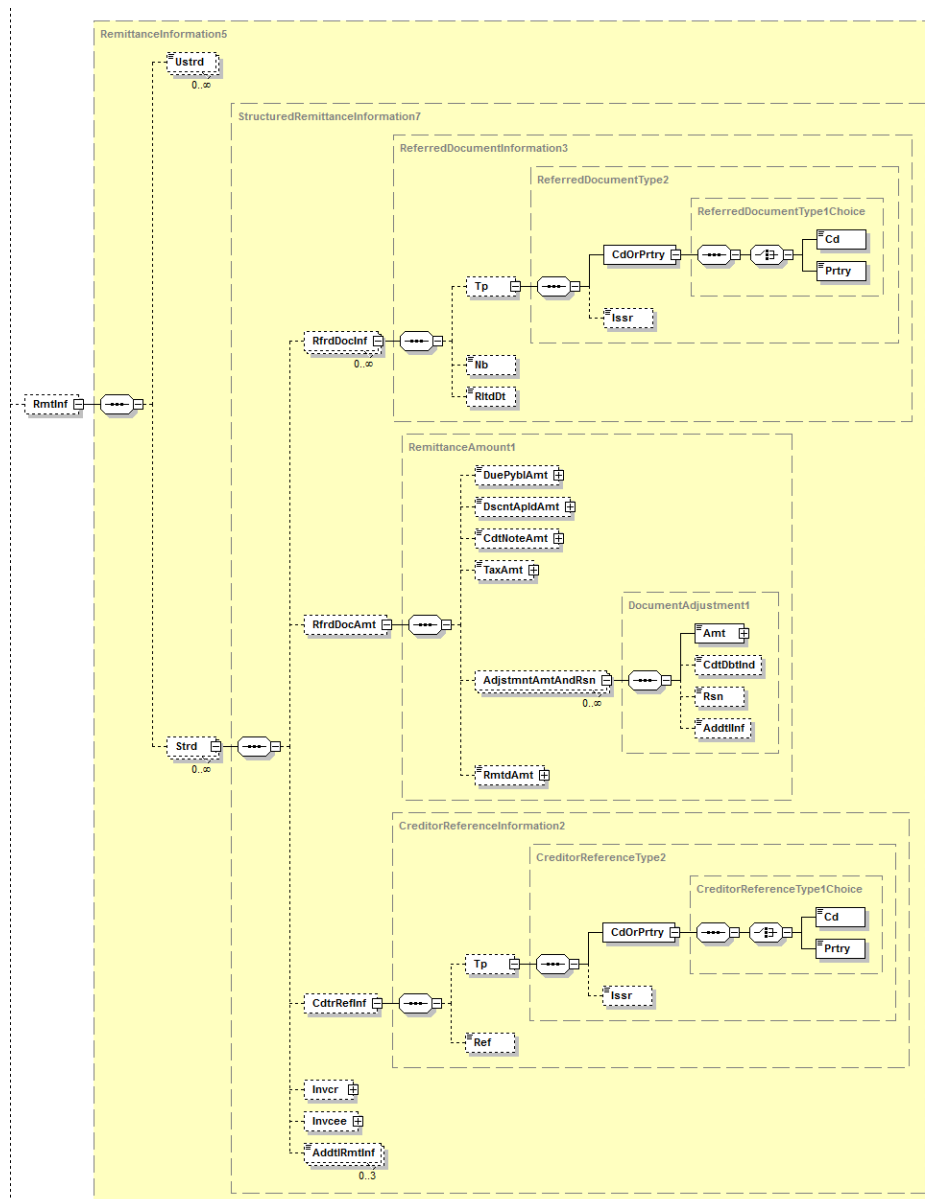 RemittanceInformation5
Ustrd
0..∞
StructuredRemittanceInformation7
ReferredDocumentInformation3
ReferredDocumentType2
ReferredDocumentType1Choice
Cd
CdOrPrtry
Prtry
Tp
Issr
RfrdDocInf
0..∞
Nb
RltdDt
RmtInf
RemittanceAmount1
DuePyblAmt
DscntApldAmt
CdtNoteAmt
TaxAmt
DocumentAdjustment1
RfrdDocAmt
Amt
CdtDbtInd
AdjstmntAmtAndRsn
0..∞
Rsn
AddtlInf
Strd
0..∞
RmtdAmt
CreditorReferenceInformation2
CreditorReferenceType2
CreditorReferenceType1Choice
Cd
CdOrPrtry
Prtry
Tp
Issr
CdtrRefInf
Ref
Invcr
Invcee
AddtlRmtInf
0..3